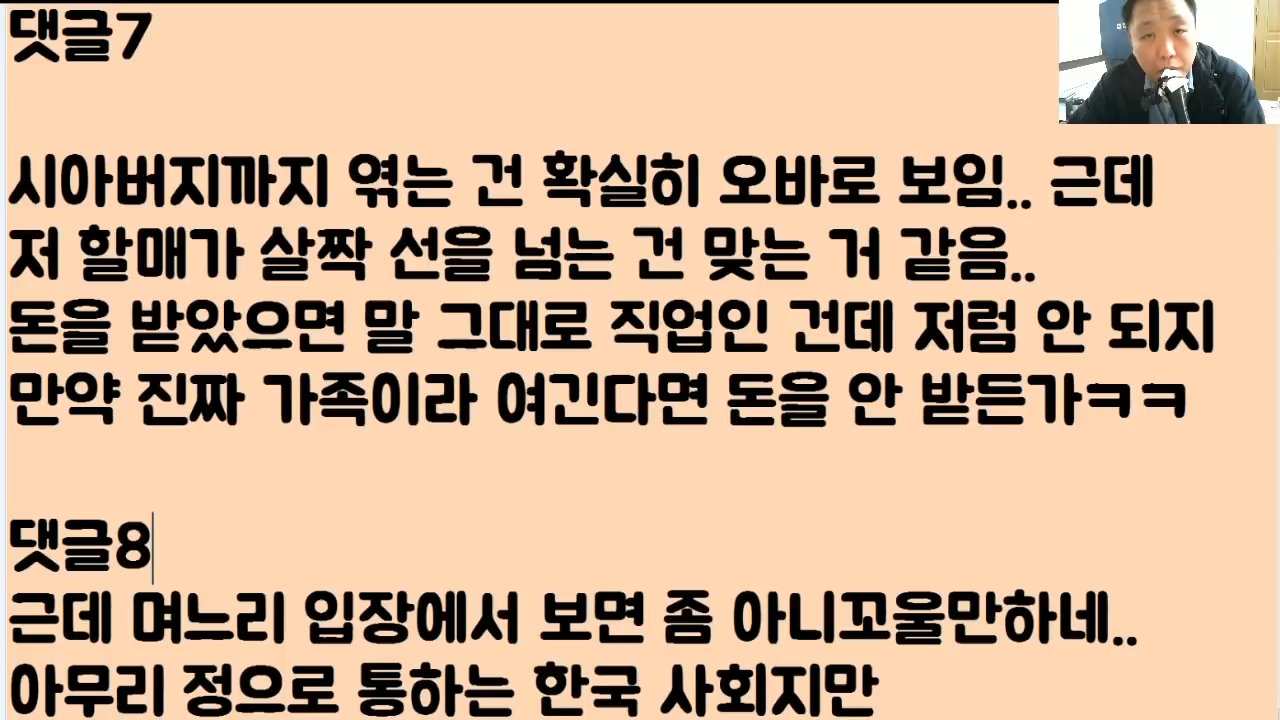 댓글7
시아버지까지 엮는 건 확실히 오바로 보임.. 근데
저 할매가 살짝 선을 넘는 건 맞는 거 같음..
돈을 받았으면 말 그대로 직업인 건데 저럼 안 되지
만약 진짜 가족이라 여긴다면 돈을 안 받든가ㅋㅋ
댓글8
근데 며느리 입장에서 보면 좀 아니꼬울만하네..
아무리 정으로 통하는 한국 사회지만